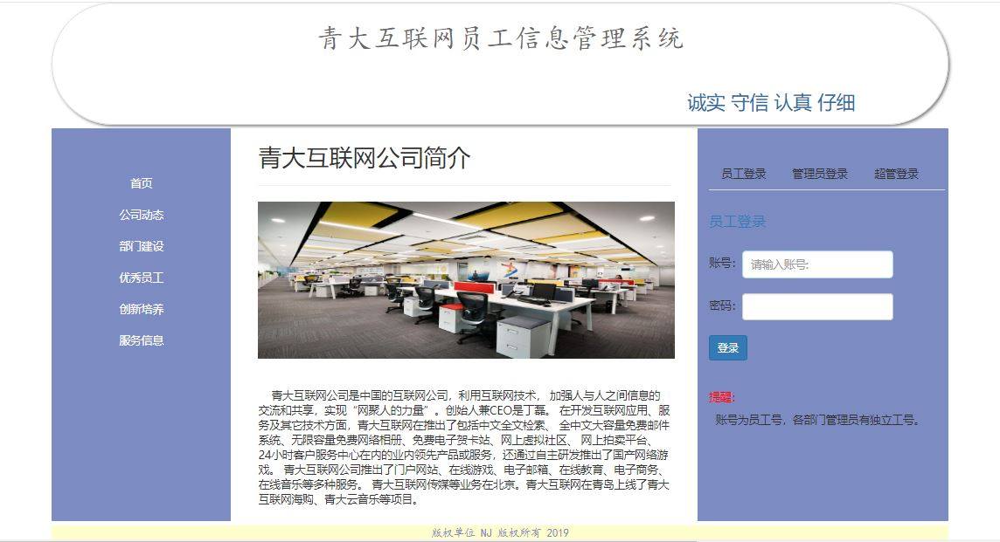 青大互联网员工信息管理系统
诚实 守信 认真 仔细
首页
公司动态
部门建设
优秀员工
创新培养
服务信息
青大互联网公司简介
青大互联网公司是中国的互联网公司，利用互联网技术， 加强人与人之间信息的
交流和共享，实现“网聚人的力量”。创始人兼CEO是丁磊。 在开发互联网应用、服
务及其它技术方面，青大互联网在推出了包括中文全文检索、 全中文大容量免费邮件
系统、无限容量免费网络相册、免费电子贺卡站、网上虚拟社区、 网上拍卖平台、
24小时客户服务中心在内的业内领先产品或服务，还通过自主研发推出了国产网络游
戏。 青大互联网公司推出了门户网站、在线游戏、电子邮箱、在线教育、电子商务、
在线音乐等多种服务。 青大互联网传媒等业务在北京。青大互联网在青岛上线了青大
互联网海购、青大云音乐等项目。
员工登录 管理员登录 超管登录
员工登录
账号： 请输入账号:
密码：
登录
提醒：
账号为员工号，各部门管理员有独立工号。
版权单位 NJ 版权所有 2019